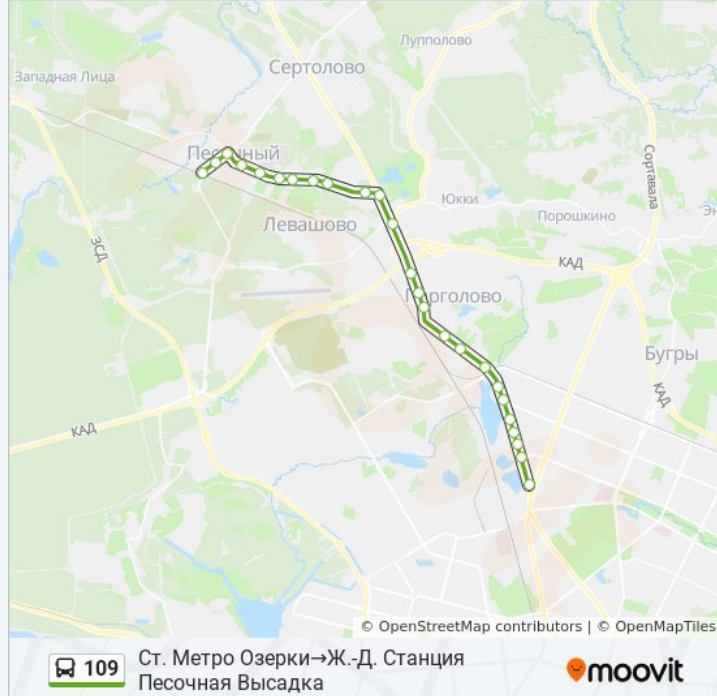 Лупполово
Сертолово
Западная Лица
Песочный
Сортавала
Юкки
Порошкино
Левашово
ЗСД
КАД
Парголово
Бугры
КАД
КАД
© OpenStreetMap contributors | © OpenMapTiles
109
Ст. Метро Озерки→Ж.-Д. Станция
Песочная Высадка
moovit